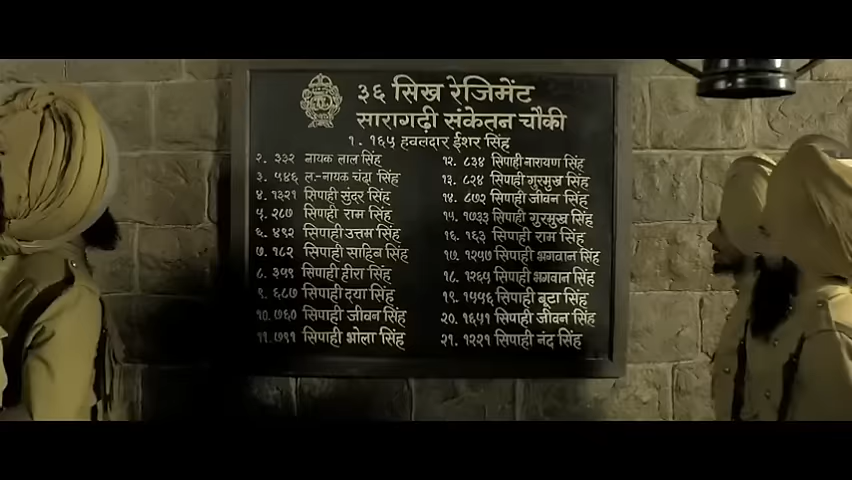 ३६ सिख रेजिमेंट
सारागढ़ी संकेतन चौकी
१. १६५ हवलदार ईशर सिंह
२. ३३२ नायक लाल सिंह
३. ५४६ ल.-नायक चंदा सिंह
४. १३२१ सिपाही सुंदर सिंह
५. २८७ सिपाही राम सिंह
६. ४९२ सिपाही उत्तम सिंह
७. १८२ सिपाही साहिब सिंह
८. ३५९ सिपाही हीरा सिंह
९. ६८७ सिपाही दया सिंह
१०. ७६० सिपाही जीवन सिंह
११. ७९१ सिपाही भोला सिंह
१२. ८३४ सिपाही नारायण सिंह
१३. ८२४ सिपाही गुरमुख सिंह
१४. ८७२ सिपाही जीवन सिंह
१५. १७३३ सिपाही गुरमुख सिंह
१६. १६३ सिपाही राम सिंह
१७. १२५७ सिपाही भगवान सिंह
१८. १२६५ सिपाही भगवान सिंह
१९. १५५६ सिपाही बूटा सिंह
२०. १६५१ सिपाही जीवन सिंह
२१. १२२१ सिपाही नंद सिंह